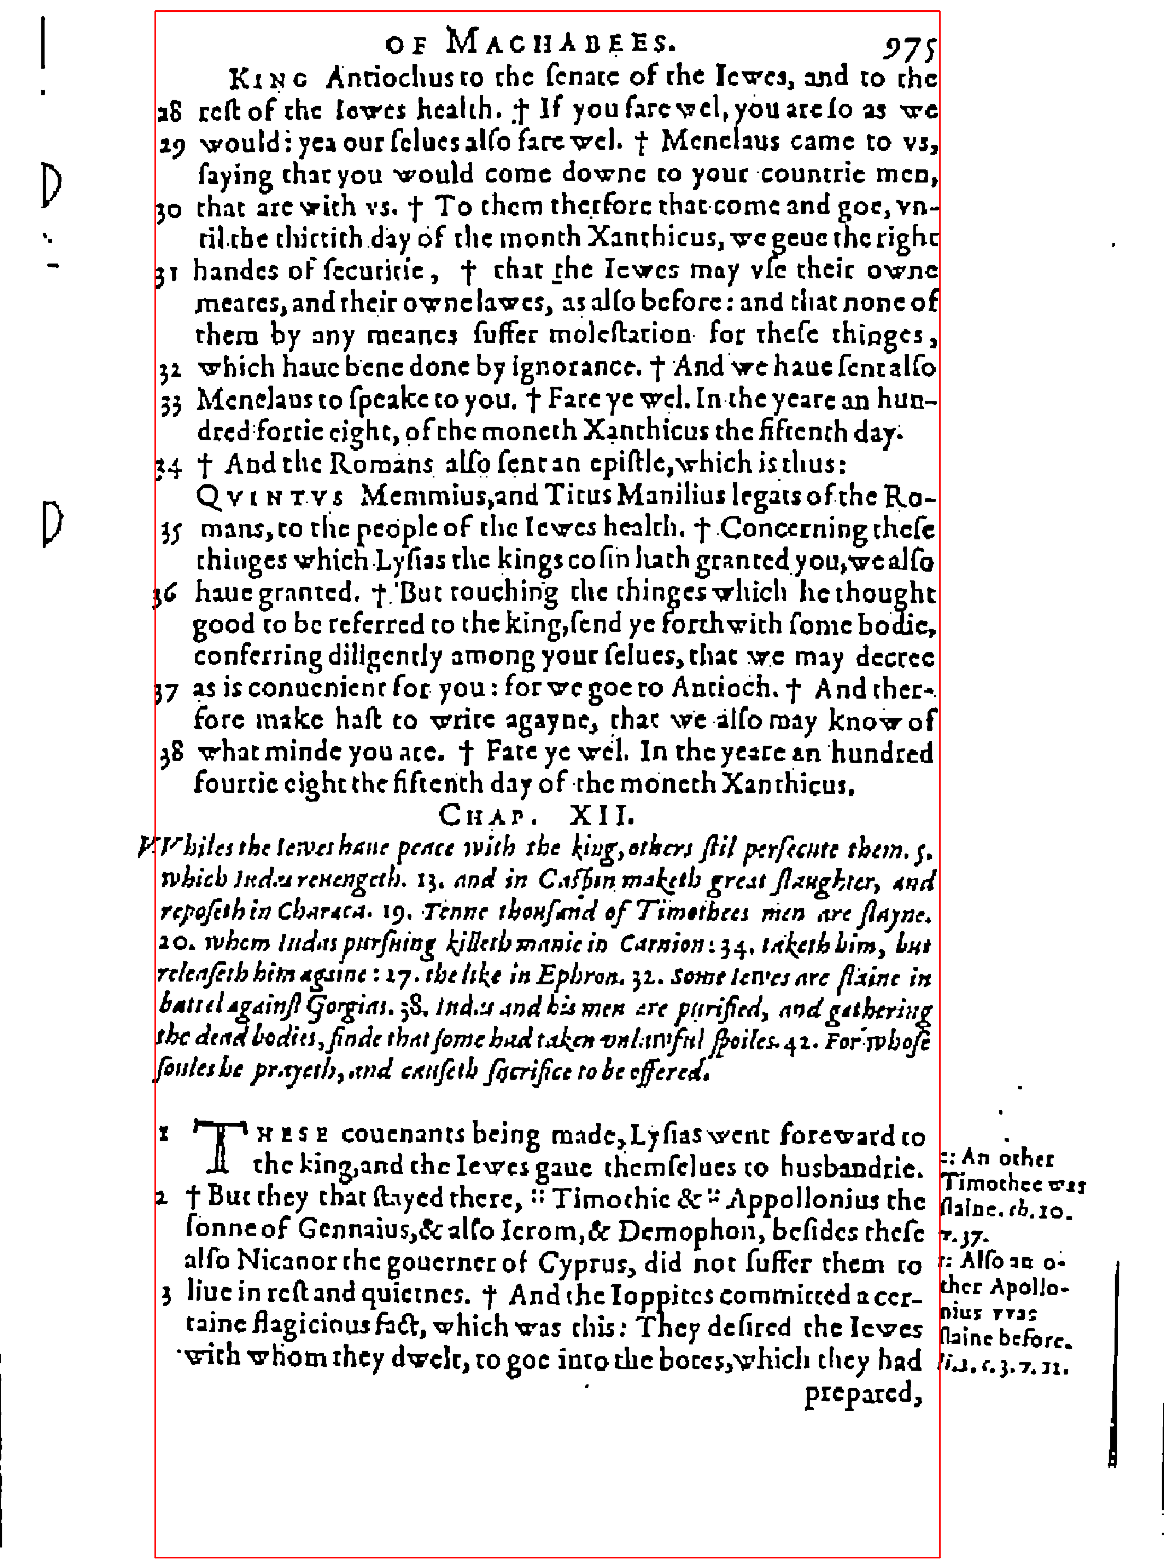 OF MACHABEES. 975
KING Antiochus to the ſenate of the Iewes, and to the
28 reſt of the Iewes health. † If you fare wel, you are ſo as we
29 would: yea our ſelues alſo fare wel. † Menelaus came to vs,
ſaying that you would come downe to your countrie men,
30 that are with vs. † To them therfore that come and goe, vn-
til the thirtith day of the month Xanthicus, we geue the right
31 handes of ſecuritie, † that the Iewes may vſe their owne
meates, and their owne lawes, as alſo before: and that none of
them by any meanes ſuffer moleſtation for theſe thinges,
32 which haue bene done by ignorance. † And we haue ſent alſo
33 Menelaus to ſpeake to you. † Fare ye wel. In the yeare an hun-
dred fortie eight, of the moneth Xanthicus the fiftenth day.
34 † And the Romans alſo ſent an epiſtle, which is thus:
QVINTVS Memmius, and Titus Manilius legats of the Ro-
35 mans, to the people of the Iewes health. † Concerning theſe
thinges which Lyſias the kings coſin hath granted you, we alſo
36 haue granted. † But touching the thinges which he thought
good to be referred to the king, ſend ye forthwith ſome bodie,
conferring diligently among your ſelues, that we may decree
37 as is conuenient for you: for we goe to Antioch. † And ther-
fore make haſt to write agayne, that we alſo may know of
38 what minde you are. † Fare ye wel. In the yeare an hundred
fourtie eight the fiftenth day of the moneth Xanthicus.
CHAP. XII.
VVhiles the Iewes haue peace with the king, others ſtil perſecute them. 5.
which Iudas reuengeth. 13. and in Caſphin maketh great ſlaughter, and
repoſeth in Characa. 19. Tenne thouſand of Timothees men are ſlayne.
20. whom Iudas purſuing killeth manie in Carnion: 34. taketh him, but
releaſeth him againe: 27. the like in Ephron. 32. Some Iewes are ſlaine in
battel againſt Gorgias. 38. Iudas and his men are purified, and gathering
the dead bodies, finde that ſome had taken vnlawful ſpoiles. 42. For whoſe
ſoules he prayeth, and cauſeth ſacrifice to be offered.
1 THESE couenants being made, Lyſias went foreward to
the king, and the Iewes gaue themſelues to husbandrie.
2 † But they that ſtayed there, :: Timothie & :: Appollonius the
ſonne of Gennaius, & alſo Ierom, & Demophon, beſides theſe
alſo Nicanor the gouerner of Cyprus, did not ſuffer them to
3 liue in reſt and quietnes. † And the Ioppites committed a cer-
taine flagicious fact, which was this: They deſired the Iewes
with whom they dwelt, to goe into the botes, which they had
prepared,
:: An other
Timothee was
ſlaine. ch. 10.
v. 37.
:: Alſo an o-
ther Apollo-
nius vvas
ſlaine before.
li. 1. c. 3. v. 11.